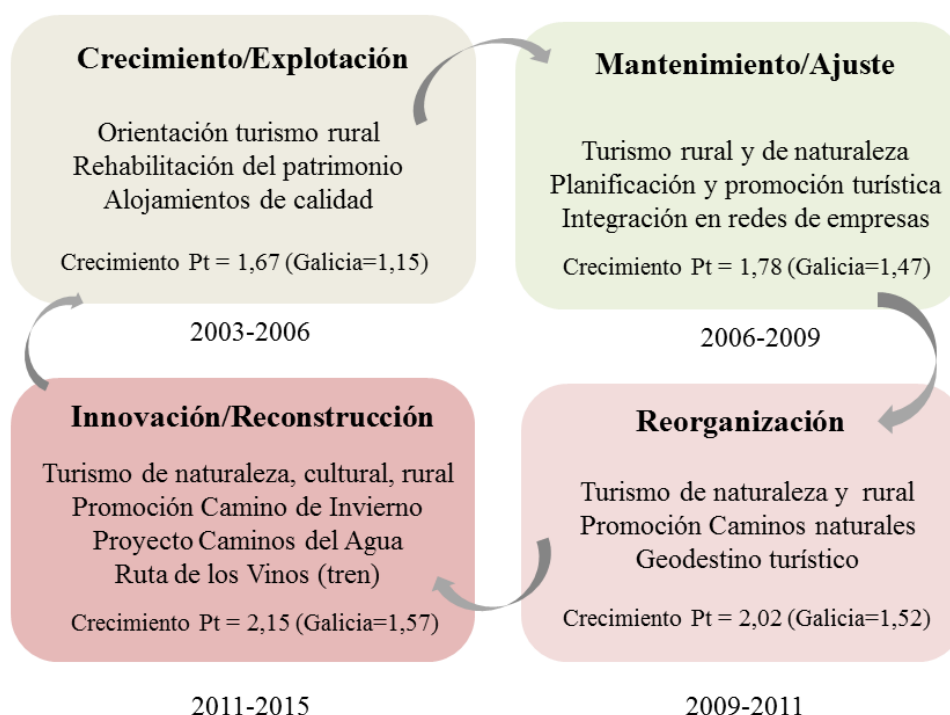 Crecimiento/Explotación
Orientación turismo rural
Rehabilitación del patrimonio
Alojamientos de calidad
Crecimiento Pt = 1,67 (Galicia=1,15)
2003-2006
Mantenimiento/Ajuste
Turismo rural y de naturaleza
Planificación y promoción turística
Integración en redes de empresas
Crecimiento Pt = 1,78 (Galicia=1,47)
2006-2009
Reorganización
Turismo de naturaleza y rural
Promoción Caminos naturales
Geodestino turístico
Crecimiento Pt = 2,02 (Galicia=1,52)
2009-2011
Innovación/Reconstrucción
Turismo de naturaleza, cultural, rural
Promoción Camino de Invierno
Proyecto Caminos del Agua
Ruta de los Vinos (tren)
Crecimiento Pt = 2,15 (Galicia=1,57)
2011-2015